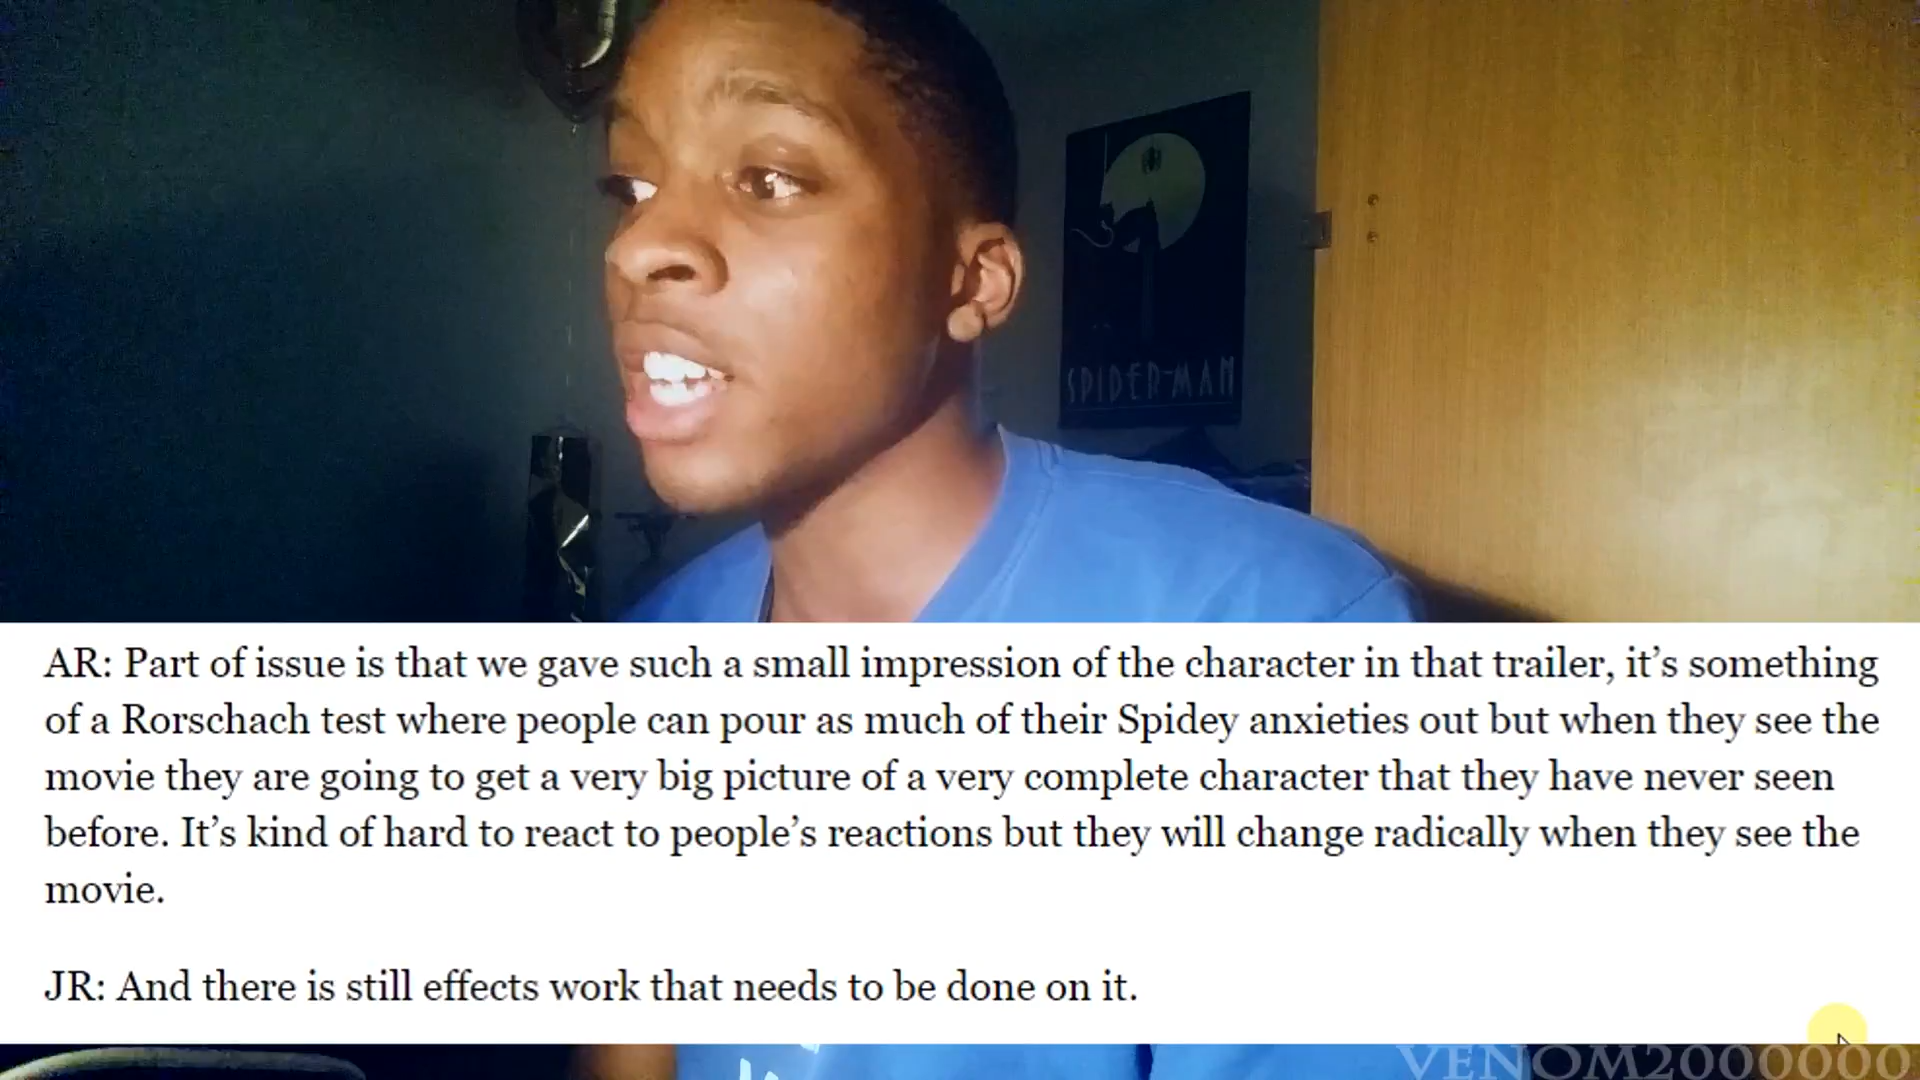 SPIDER-MAN
AR: Part of issue is that we gave such a small impression of the character in that trailer, it’s something
of a Rorschach test where people can pour as much of their Spidey anxieties out but when they see the
movie they are going to get a very big picture of a very complete character that they have never seen
before. It’s kind of hard to react to people’s reactions but they will change radically when they see the
movie.
JR: And there is still effects work that needs to be done on it.
VENOM2000000